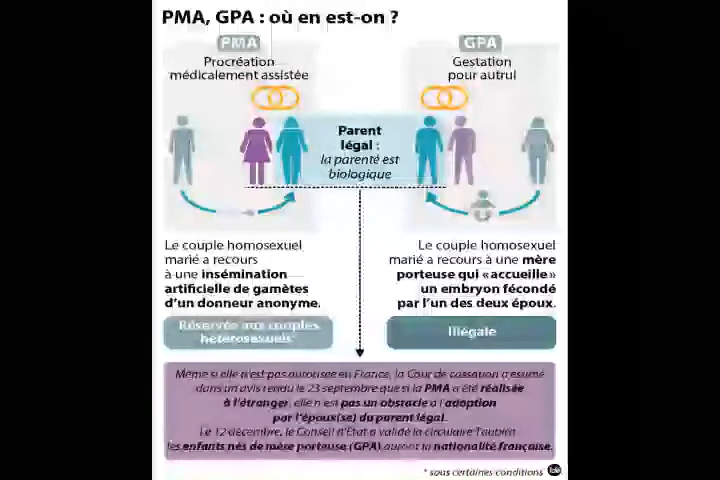 PMA, GPA : où en est-on ?
PMA
Procréation
médicalement assistée
GPA
Gestation
pour autrui
Parent
légal :
la parenté est
biologique
Le couple homosexuel
marié a recours
à une insémination
artificielle de gamètes
d'un donneur anonyme.
Réservée aux couples
heterosexuels
Le couple homosexuel
marié a recours à une mère
porteuse qui «accueille»
un embryon fécondé
par l'un des deux époux.
Illégale
Même si elle n'est pas autorisée en France, la Cour de cassation a estimé
dans un avis rendu le 23 septembre que si la PMA a été réalisée
à l'étranger, elle n'est pas un obstacle à l'adoption
par l'époux(se) du parent légal.
Le 12 décembre, le Conseil d'État a validé la circulaire Taubira
les enfants nés de mère porteuse (GPA) auront la nationalité française.
* sous certaines conditions
idé